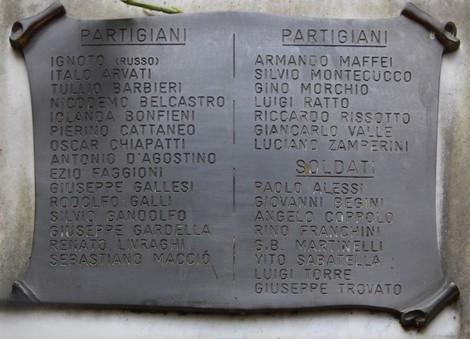 PARTIGIANI
IGNOTO (RUSSO)
ITALO ARVATI
TULLIO BARBIERI
NICODEMO BELCASTRO
IOLANDA BONFIENI
PIERINO CATTANEO
OSCAR CHIAPATTI
ANTONIO D'AGOSTINO
EZIO FAGGIONI
GIUSEPPE GALLESI
RODOLFO GALLI
SILVIO GANDOLFO
GIUSEPPE GARDELLA
RENATO LIVRAGHI
SEBASTIANO MACCIÓ
PARTIGIANI
ARMANDO MAFFEI
SILVIO MONTECUCCO
GINO MORCHIO
LUIGI RATTO
RICCARDO RISSOTTO
GIANCARLO VALLE
LUCIANO ZAMPERINI
SOLDATI
PAOLO ALESSI
GIOVANNI BEGINI
ANGELO COPPOLO
RINO FRANCHINI
G.B. MARTINELLI
VITO SABATELLA
LUIGI TORRE
GIUSEPPE TROVATO